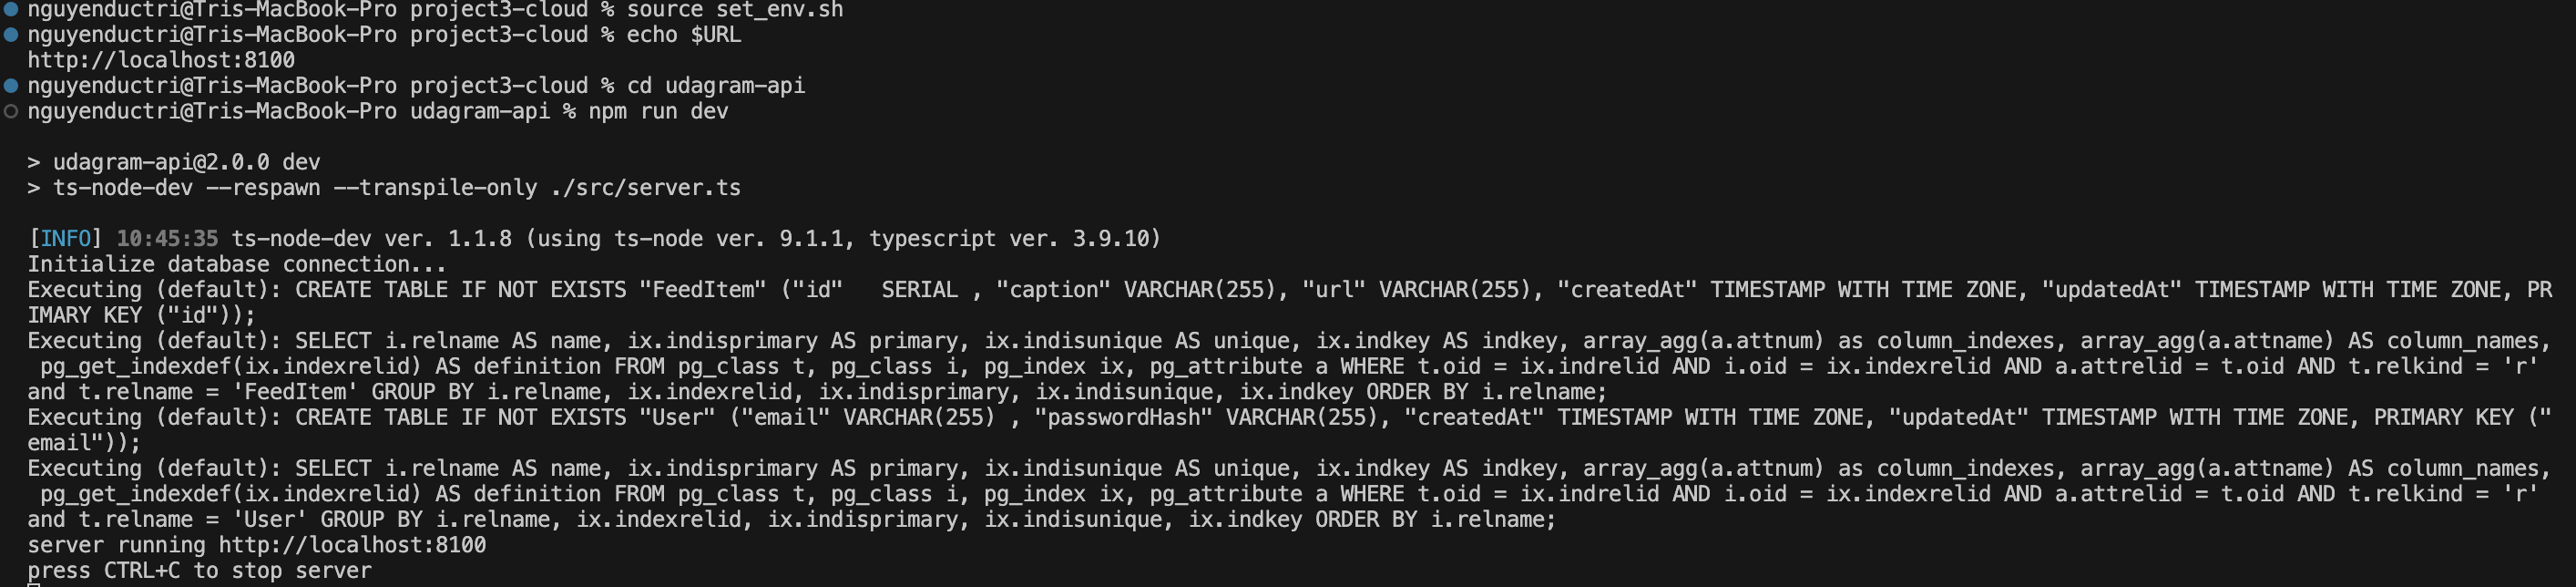 nguyenductri@Tris-MacBook-Pro project3-cloud % source set_env.sh
nguyenductri@Tris-MacBook-Pro project3-cloud % echo $URL
http://localhost:8100
nguyenductri@Tris-MacBook-Pro project3-cloud % cd udagram-api
nguyenductri@Tris-MacBook-Pro udagram-api % npm run dev
> udagram-api@2.0.0 dev
> ts-node-dev --respawn --transpile-only ./src/server.ts
[INFO] 10:45:35 ts-node-dev ver. 1.1.8 (using ts-node ver. 9.1.1, typescript ver. 3.9.10)
Initialize database connection...
Executing (default): CREATE TABLE IF NOT EXISTS "FeedItem" ("id"   SERIAL , "caption" VARCHAR(255), "url" VARCHAR(255), "createdAt" TIMESTAMP WITH TIME ZONE, "updatedAt" TIMESTAMP WITH TIME ZONE, PR
IMARY KEY ("id"));
Executing (default): SELECT i.relname AS name, ix.indisprimary AS primary, ix.indisunique AS unique, ix.indkey AS indkey, array_agg(a.attnum) as column_indexes, array_agg(a.attname) AS column_names,
 pg_get_indexdef(ix.indexrelid) AS definition FROM pg_class t, pg_class i, pg_index ix, pg_attribute a WHERE t.oid = ix.indrelid AND i.oid = ix.indexrelid AND a.attrelid = t.oid AND t.relkind = 'r'
and t.relname = 'FeedItem' GROUP BY i.relname, ix.indexrelid, ix.indisprimary, ix.indisunique, ix.indkey ORDER BY i.relname;
Executing (default): CREATE TABLE IF NOT EXISTS "User" ("email" VARCHAR(255) , "passwordHash" VARCHAR(255), "createdAt" TIMESTAMP WITH TIME ZONE, "updatedAt" TIMESTAMP WITH TIME ZONE, PRIMARY KEY ("
email"));
Executing (default): SELECT i.relname AS name, ix.indisprimary AS primary, ix.indisunique AS unique, ix.indkey AS indkey, array_agg(a.attnum) as column_indexes, array_agg(a.attname) AS column_names,
 pg_get_indexdef(ix.indexrelid) AS definition FROM pg_class t, pg_class i, pg_index ix, pg_attribute a WHERE t.oid = ix.indrelid AND i.oid = ix.indexrelid AND a.attrelid = t.oid AND t.relkind = 'r'
and t.relname = 'User' GROUP BY i.relname, ix.indexrelid, ix.indisprimary, ix.indisunique, ix.indkey ORDER BY i.relname;
server running http://localhost:8100
press CTRL+C to stop server